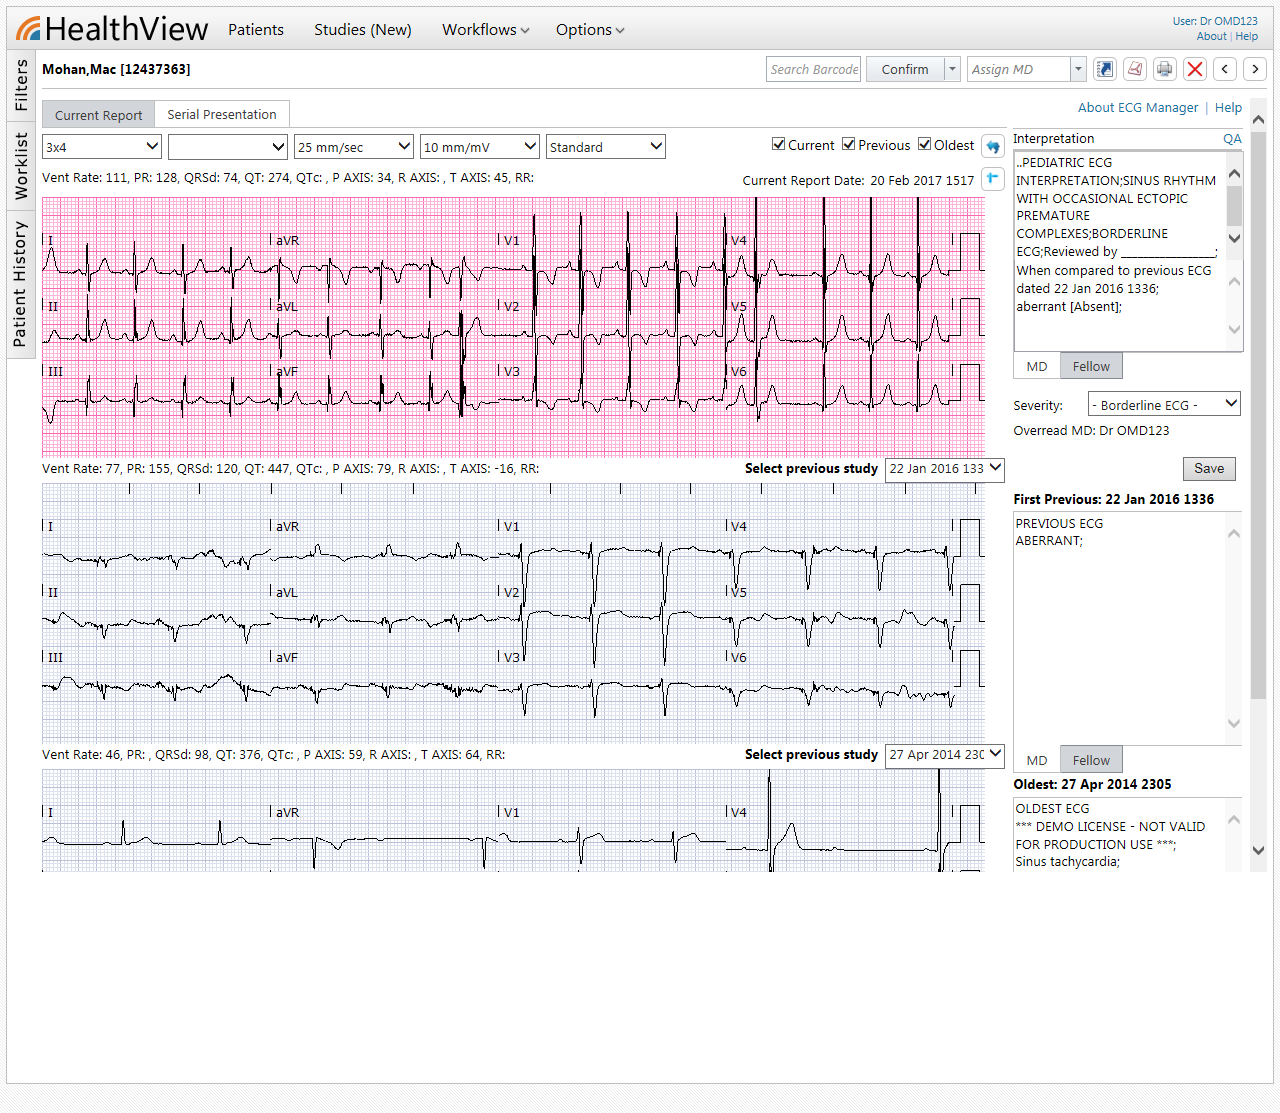 HealthView
Patients
Studies (New)
Workflows
Options
User: Dr OMD123
About | Help
Filters
Worklist
Patient History
Mohan,Mac [12437363]
Search Barcode
Confirm
Assign MD
Current Report
Serial Presentation
About ECG Manager | Help
3x4
25 mm/sec
10 mm/mV
Standard
Current
Previous
Oldest
Vent Rate: 111, PR: 128, QRSd: 74, QT: 274, QTc: , P AXIS: 34, R AXIS: , T AXIS: 45, RR:
Current Report Date: 20 Feb 2017 1517
I
aVR
V1
V4
II
aVL
V2
V5
III
aVF
V3
V6
Interpretation
QA
..PEDIATRIC ECG
INTERPRETATION;SINUS RHYTHM
WITH OCCASIONAL ECTOPIC
PREMATURE
COMPLEXES;BORDERLINE
ECG;Reviewed by ________________;
When compared to previous ECG
dated 22 Jan 2016 1336;
aberrant [Absent];
MD
Fellow
Severity:
- Borderline ECG -
Overread MD: Dr OMD123
Save
Vent Rate: 77, PR: 155, QRSd: 120, QT: 447, QTc: , P AXIS: 79, R AXIS: , T AXIS: -16, RR:
Select previous study
22 Jan 2016 133
I
aVR
V1
V4
II
aVL
V2
V5
III
aVF
V3
V6
First Previous: 22 Jan 2016 1336
PREVIOUS ECG
ABERRANT;
MD
Fellow
Vent Rate: 46, PR: , QRSd: 98, QT: 376, QTc: , P AXIS: 59, R AXIS: , T AXIS: 64, RR:
Select previous study
27 Apr 2014 230
I
aVR
V1
V4
Oldest: 27 Apr 2014 2305
OLDEST ECG
*** DEMO LICENSE - NOT VALID
FOR PRODUCTION USE ***;
Sinus tachycardia;